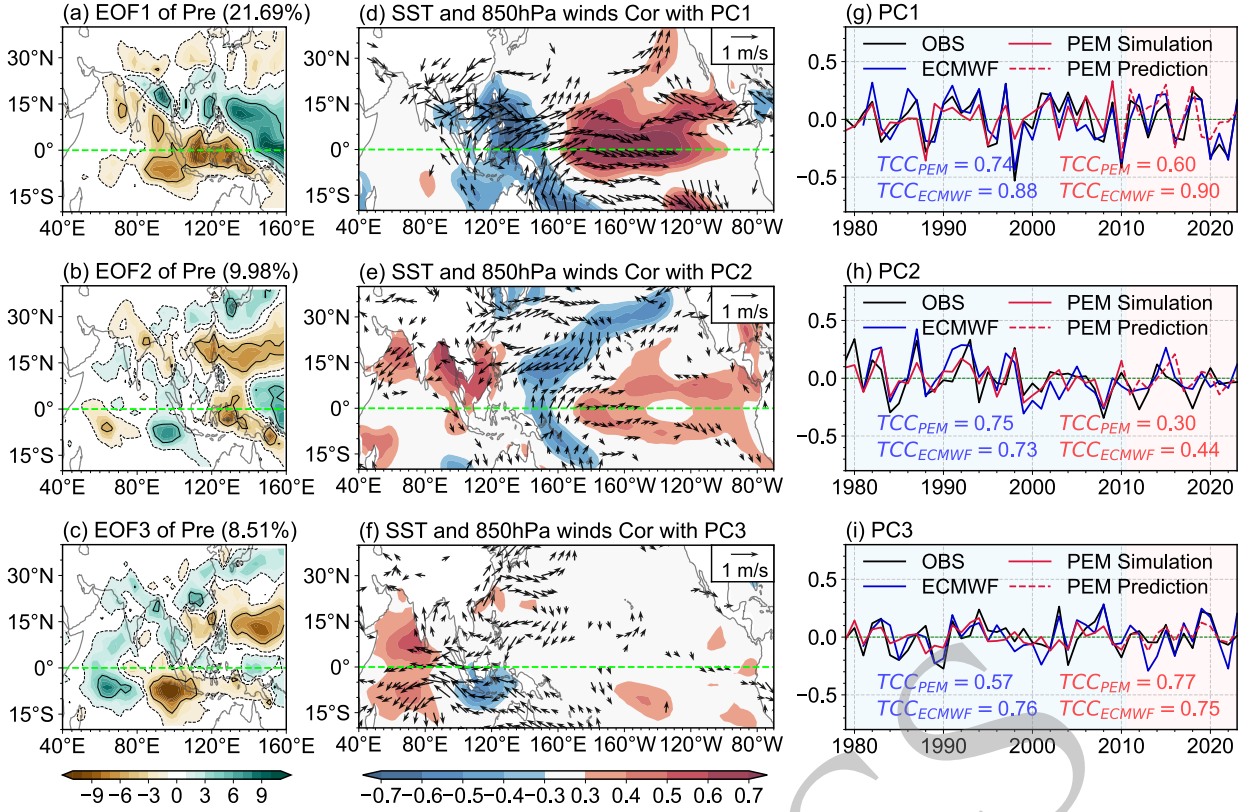 (a) EOF1 of Pre (21.69%)
30°N
15°N
0°
15°S
40°E 80°E 120°E 160°E
(d) SST and 850hPa winds Cor with PC1
1 m/s
40°E 80°E 120°E 160°E 160°W 120°W 80°W
(g) PC1
OBS
ECMWF
PEM Simulation
PEM Prediction
0.5
0.0
−0.5
TCC_PEM = 0.74
TCC_ECMWF = 0.88
TCC_PEM = 0.60
TCC_ECMWF = 0.90
1980 1990 2000 2010 2020
(b) EOF2 of Pre (9.98%)
30°N
15°N
0°
15°S
40°E 80°E 120°E 160°E
(e) SST and 850hPa winds Cor with PC2
1 m/s
40°E 80°E 120°E 160°E 160°W 120°W 80°W
(h) PC2
OBS
ECMWF
PEM Simulation
PEM Prediction
0.5
0.0
−0.5
TCC_PEM = 0.75
TCC_ECMWF = 0.73
TCC_PEM = 0.30
TCC_ECMWF = 0.44
1980 1990 2000 2010 2020
(c) EOF3 of Pre (8.51%)
30°N
15°N
0°
15°S
40°E 80°E 120°E 160°E
(f) SST and 850hPa winds Cor with PC3
1 m/s
30°N
15°N
0°
15°S
40°E 80°E 120°E 160°E 160°W 120°W 80°W
(i) PC3
OBS
ECMWF
PEM Simulation
PEM Prediction
0.5
0.0
−0.5
TCC_PEM = 0.57
TCC_ECMWF = 0.76
TCC_PEM = 0.77
TCC_ECMWF = 0.75
1980 1990 2000 2010 2020
−9 −6 −3 0 3 6 9
−0.7 −0.6 −0.5 −0.4 −0.3 0.3 0.4 0.5 0.6 0.7